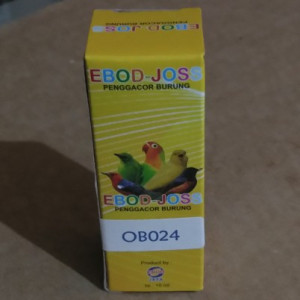 EBOD-JOSS
PENGGACOR BURUNG
EBOD-JOSS
PENGGACOR BURUNG
OB024
Product by